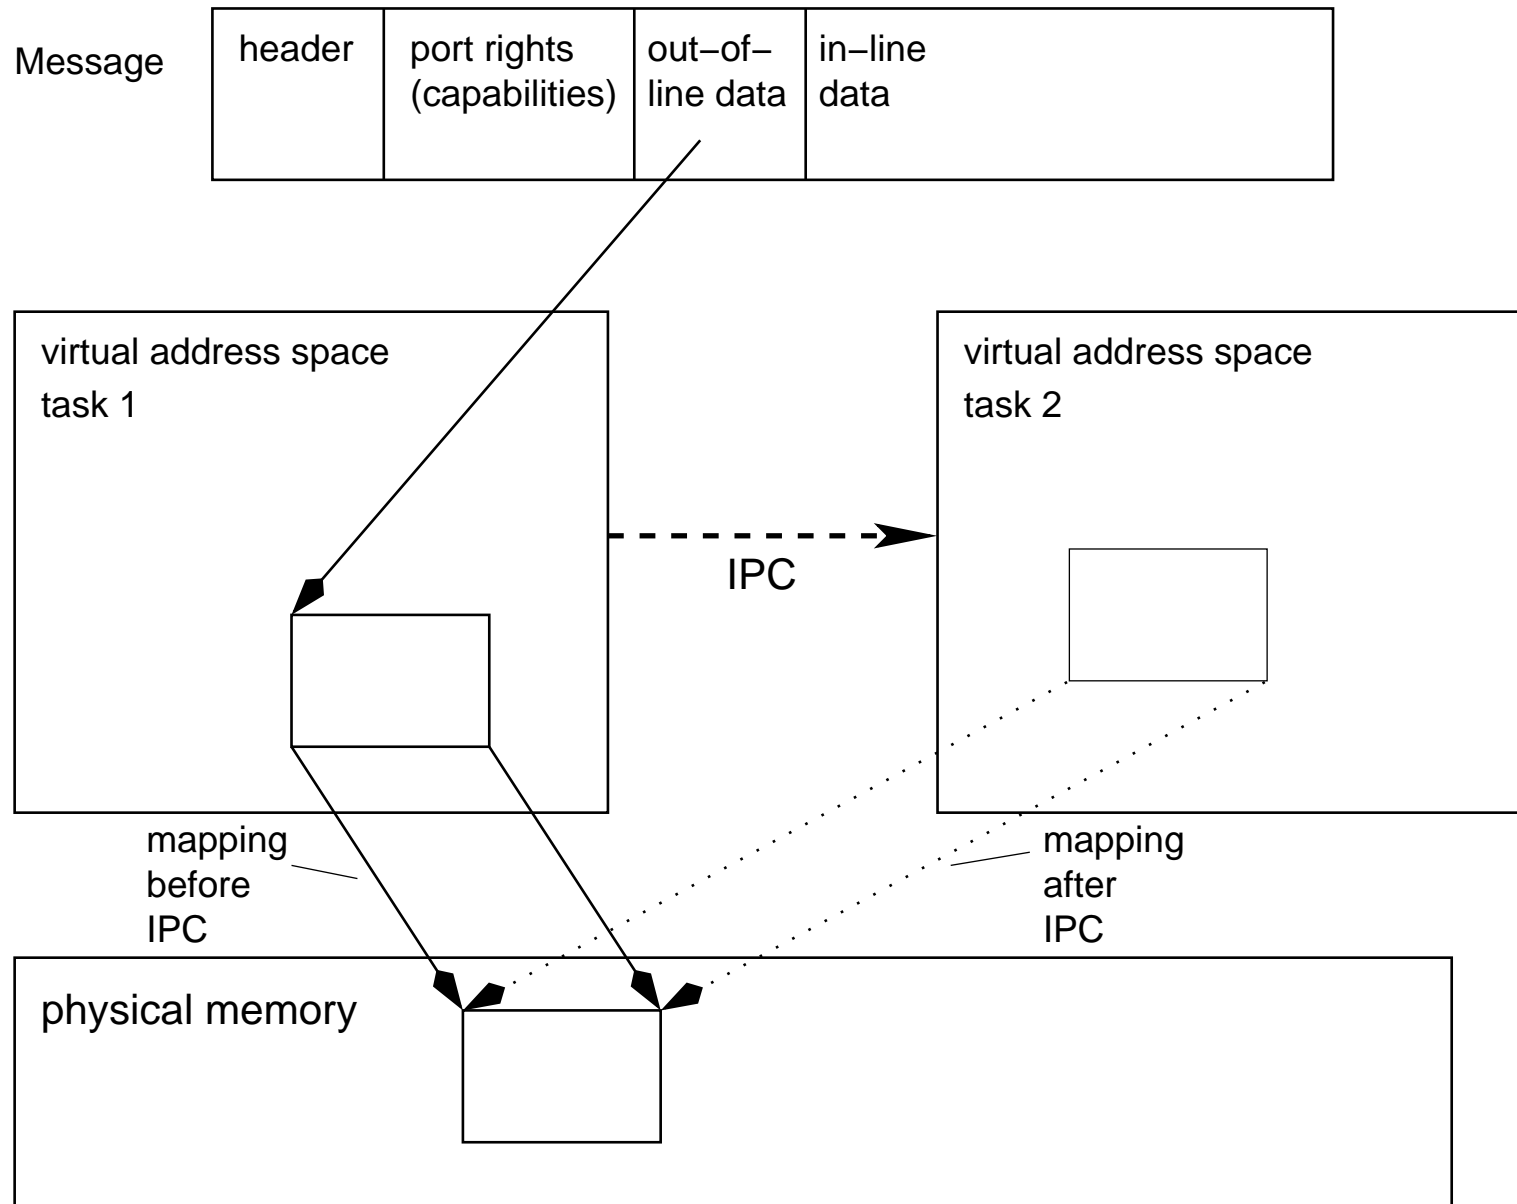 Message
header
port rights
(capabilities)
out−of−
line data
in−line
data
virtual address space
task 1
virtual address space
task 2
IPC
mapping
before
IPC
mapping
after
IPC
physical memory